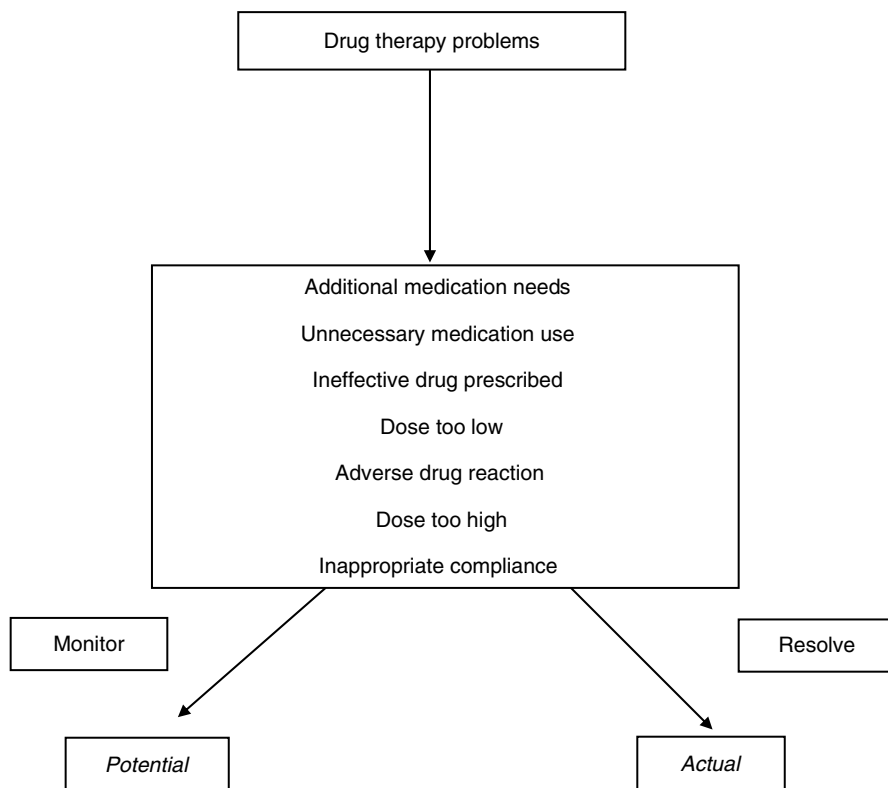 Drug therapy problems
Additional medication needs
Unnecessary medication use
Ineffective drug prescribed
Dose too low
Adverse drug reaction
Dose too high
Inappropriate compliance
Monitor
Resolve
Potential
Actual